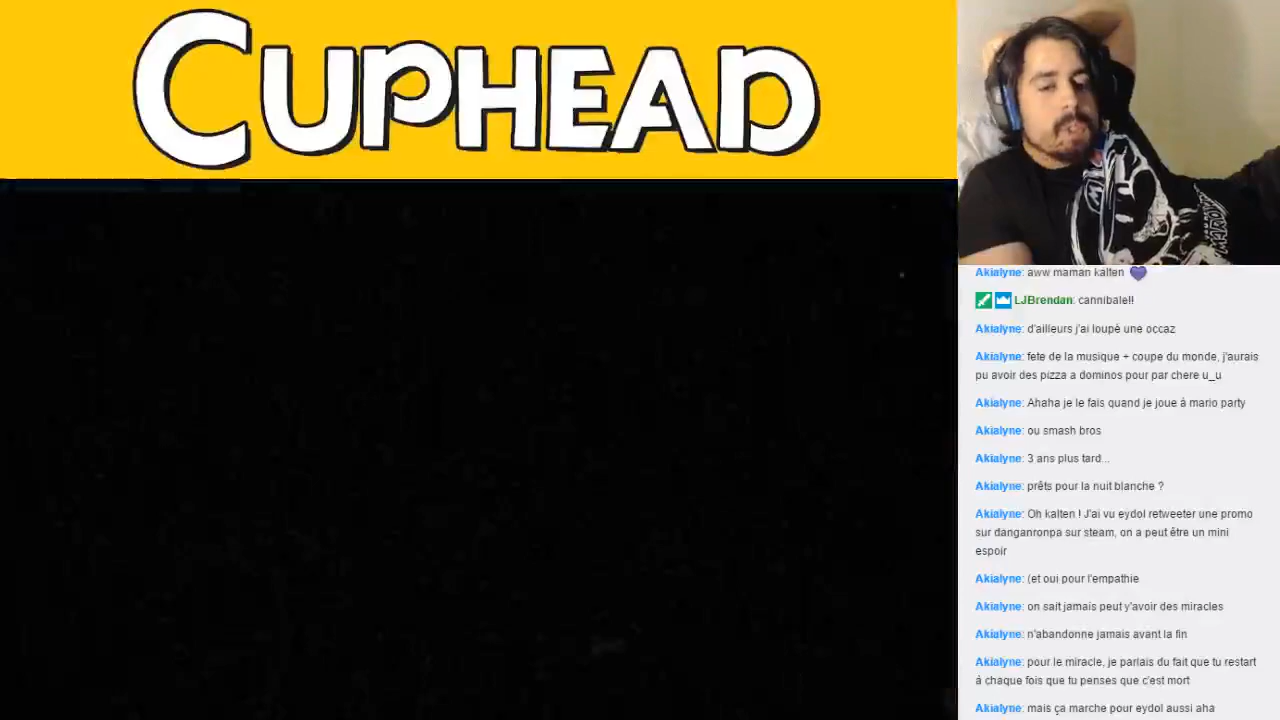 CUPHEAD
Akialyne: aww maman kalten
LJBrendan: cannibale!!
Akialyne: d'ailleurs j'ai loupé une occaz
Akialyne: fete de la musique + coupe du monde, j'aurais
pu avoir des pizza a dominos pour par chere u_u
Akialyne: Ahaha je le fais quand je joue à mario party
Akialyne: ou smash bros
Akialyne: 3 ans plus tard...
Akialyne: prêts pour la nuit blanche ?
Akialyne: Oh kalten ! J'ai vu eydol retweeter une promo
sur danganronpa sur steam, on a peut être un mini
espoir
Akialyne: (et oui pour l'empathie
Akialyne: on sait jamais peut y'avoir des miracles
Akialyne: n'abandonne jamais avant la fin
Akialyne: pour le miracle, je parlais du fait que tu restart
à chaque fois que tu penses que c'est mort
Akialyne: mais ça marche pour eydol aussi aha